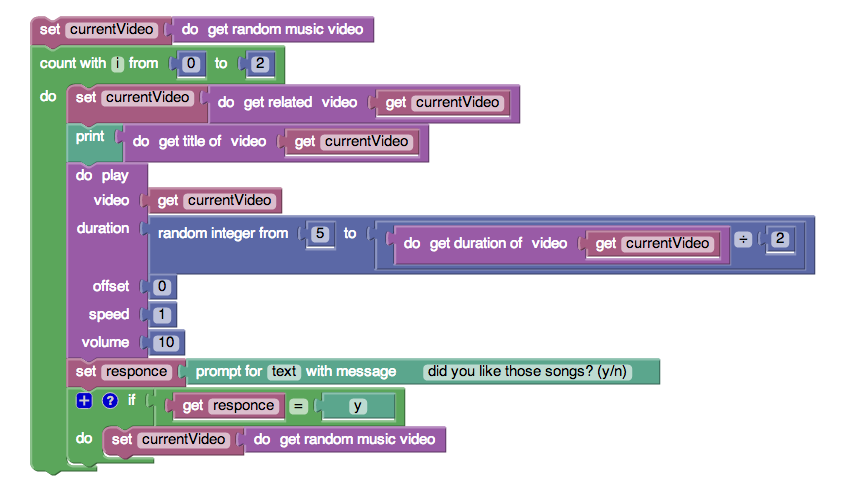 set currentVideo do get random music video
count with i from 0 to 2
do set currentVideo do get related video get currentVideo
print do get title of video get currentVideo
do play
video get currentVideo
duration random integer from 5 to do get duration of video get currentVideo ÷ 2
offset 0
speed 1
volume 10
set responce prompt for text with message did you like those songs? (y/n)
+ ? if get responce = y
do set currentVideo do get random music video